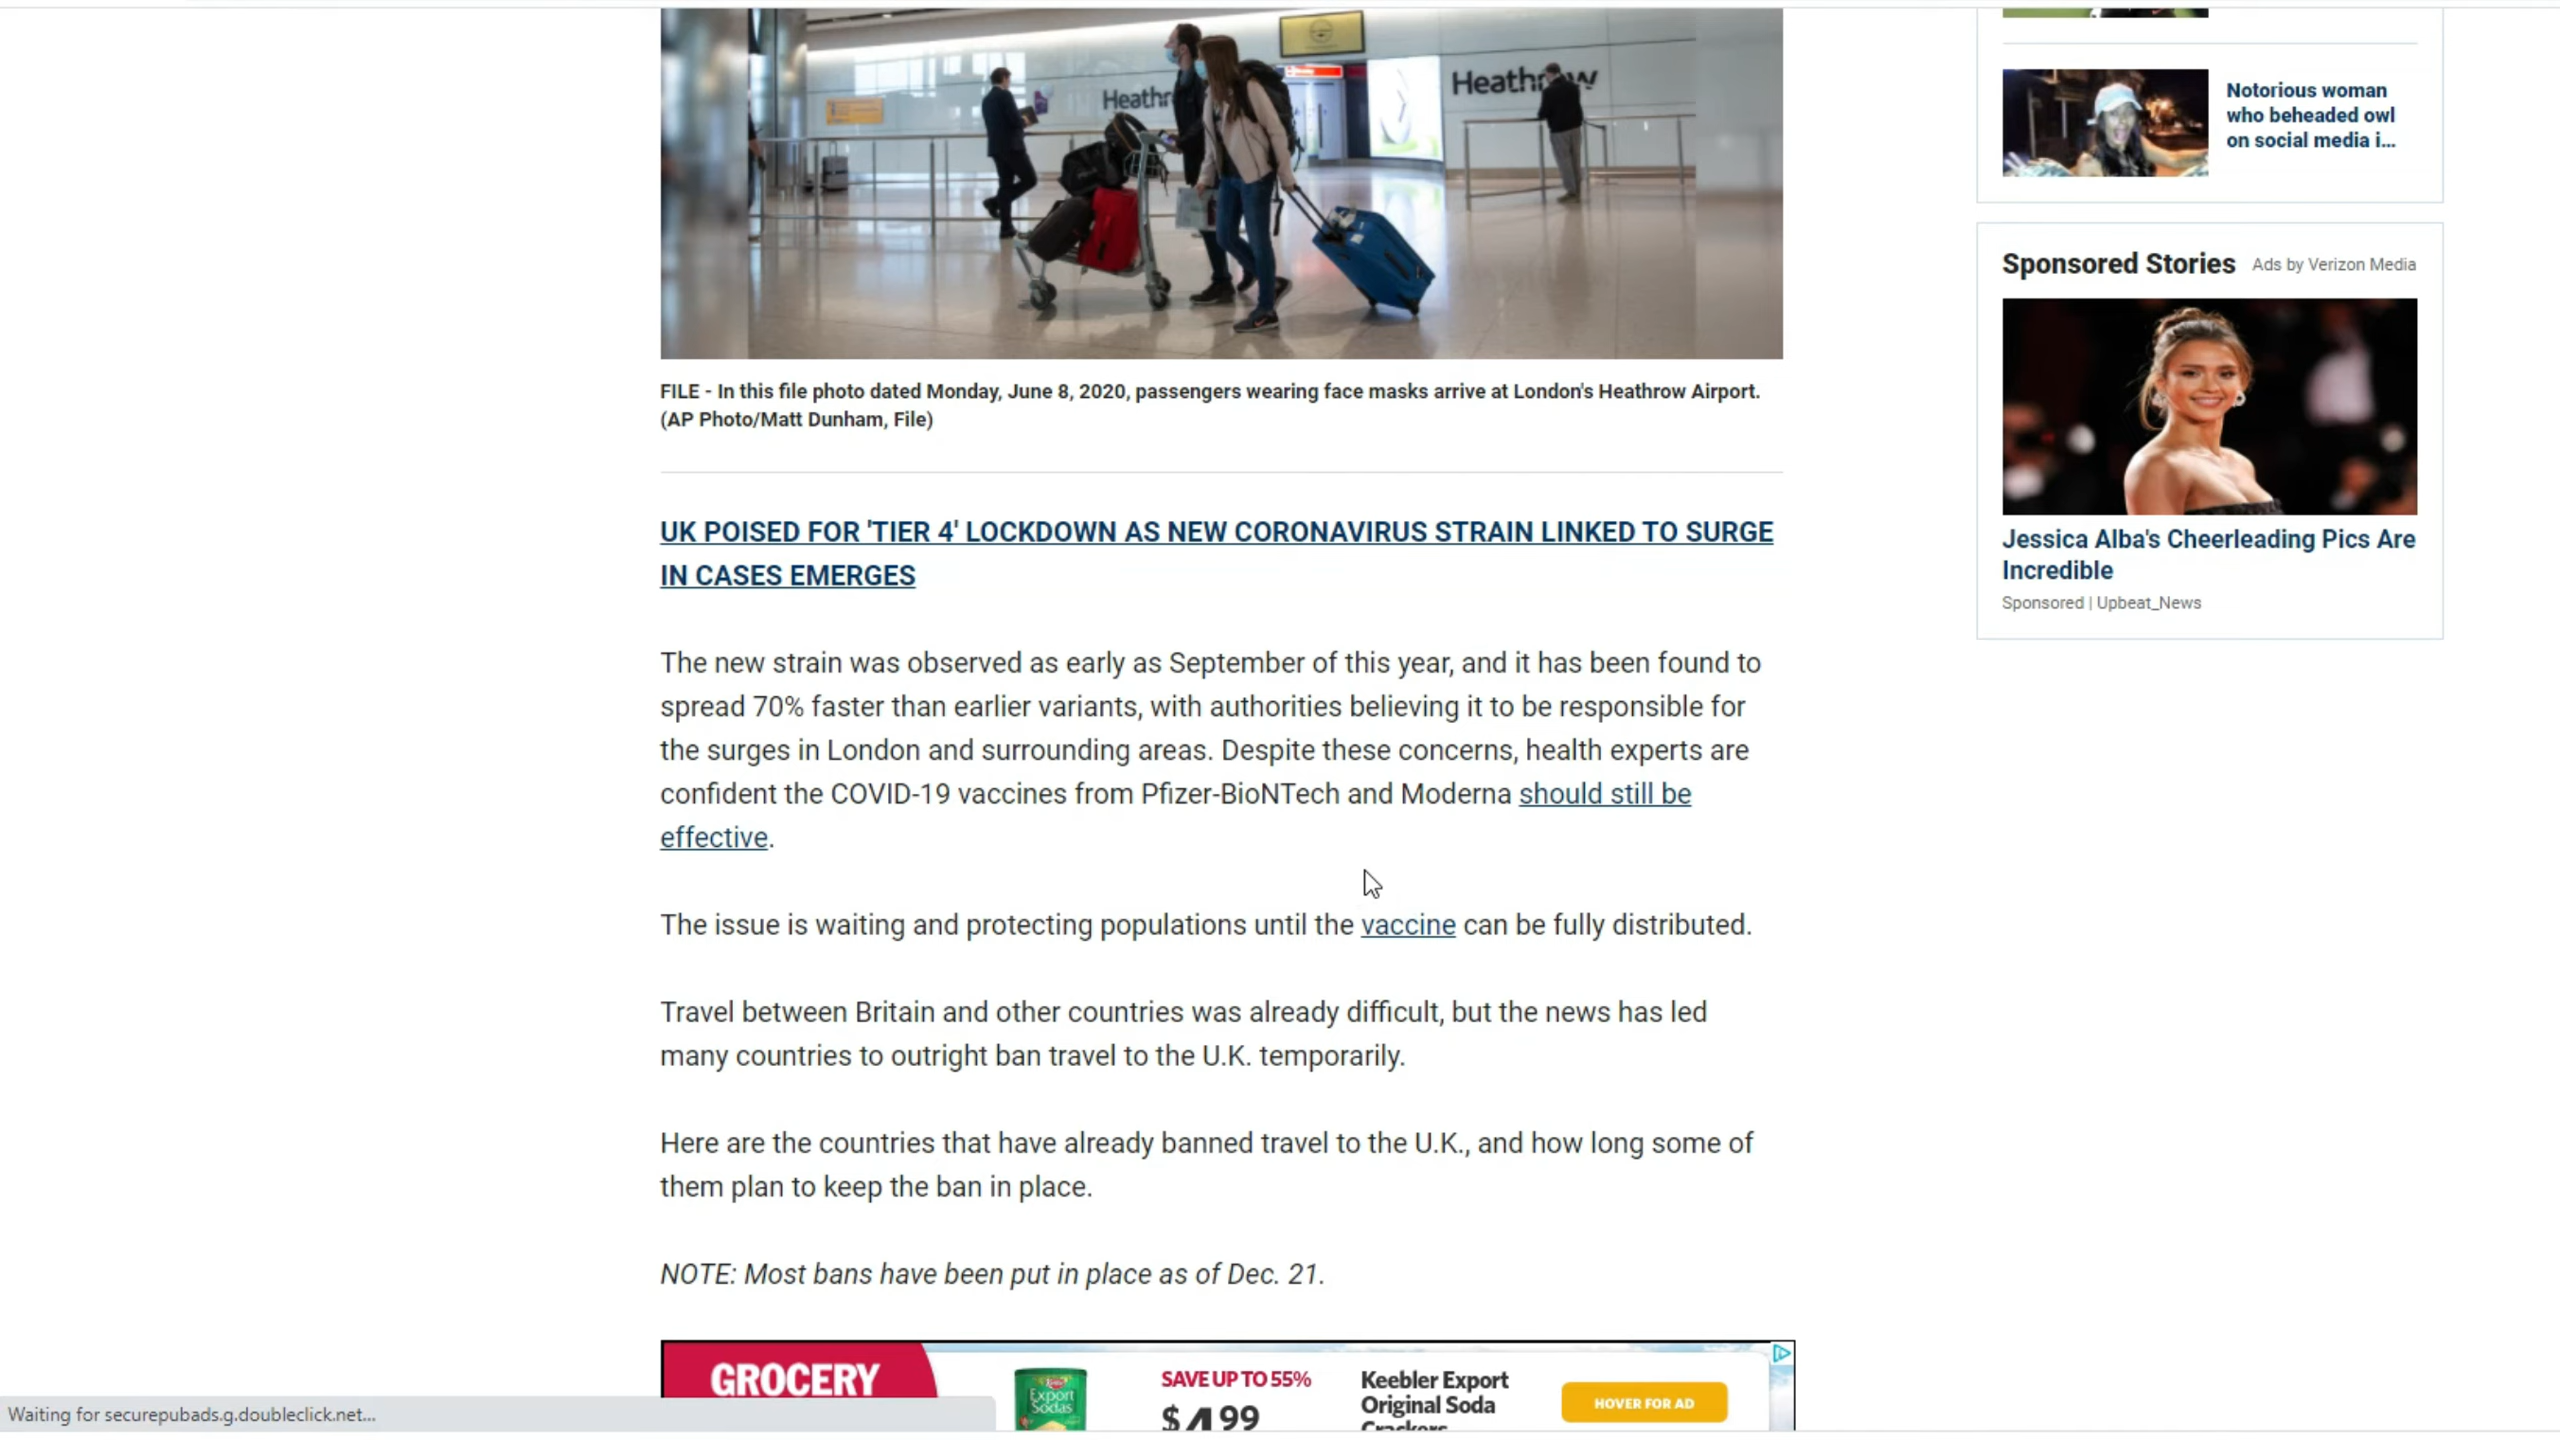 Heathr
Heathr w
FILE - In this file photo dated Monday, June 8, 2020, passengers wearing face masks arrive at London's Heathrow Airport.
(AP Photo/Matt Dunham, File)
UK POISED FOR 'TIER 4' LOCKDOWN AS NEW CORONAVIRUS STRAIN LINKED TO SURGE
IN CASES EMERGES
The new strain was observed as early as September of this year, and it has been found to
spread 70% faster than earlier variants, with authorities believing it to be responsible for
the surges in London and surrounding areas. Despite these concerns, health experts are
confident the COVID-19 vaccines from Pfizer-BioNTech and Moderna should still be
effective.
The issue is waiting and protecting populations until the vaccine can be fully distributed.
Travel between Britain and other countries was already difficult, but the news has led
many countries to outright ban travel to the U.K. temporarily.
Here are the countries that have already banned travel to the U.K., and how long some of
them plan to keep the ban in place.
NOTE: Most bans have been put in place as of Dec. 21.
GROCERY
Export
Sodas
SAVE UP TO 55%
$499
Keebler Export
Original Soda
Crackers
HOVER FOR AD
Waiting for securepubads.g.doubleclick.net...
Notorious woman
who beheaded owl
on social media i...
Sponsored Stories Ads by Verizon Media
Jessica Alba's Cheerleading Pics Are
Incredible
Sponsored | Upbeat_News